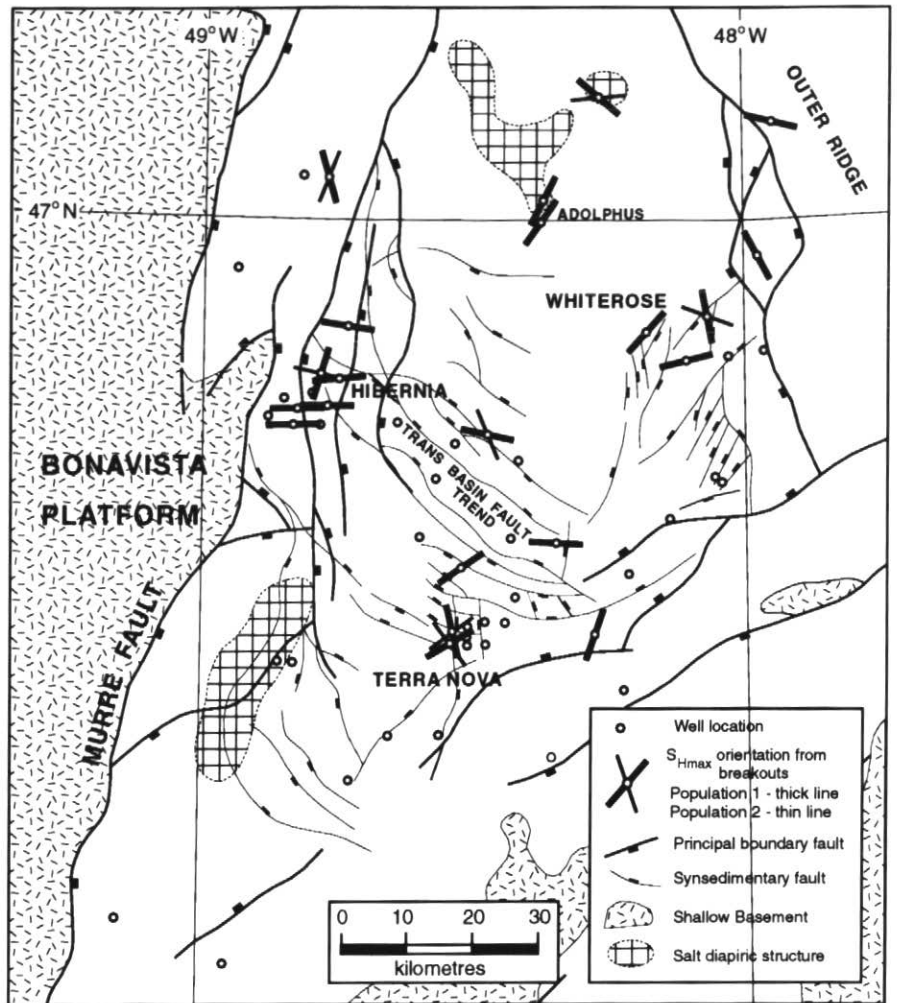 49°W
48°W
OUTER RIDGE
47°N
ADOLPHUS
WHITEROSE
HIBERNIA
BONAVISTA
PLATFORM
TRANS BASIN FAULT
TREND
MURRE FAULT
TERRA NOVA
Well location
SHmax orientation from
breakouts
Population 1 - thick line
Population 2 - thin line
Principal boundary fault
Synsedimentary fault
Shallow Basement
Salt diapiric structure
0 10 20 30
kilometres